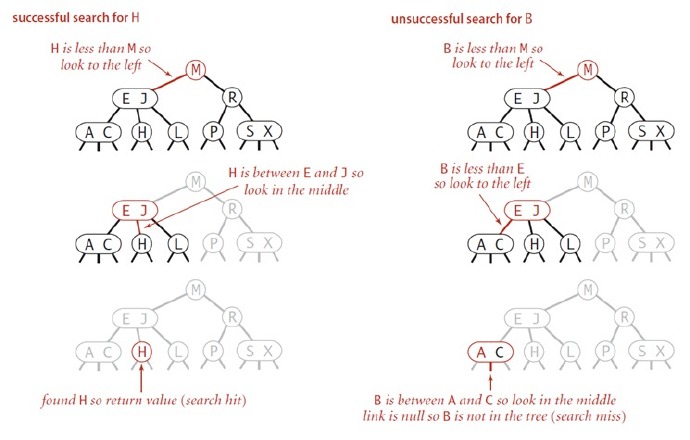 successful search for H
H is less than M so
look to the left
M
E J
R
A C
H
L
P
S X
H is between E and J so
look in the middle
M
E J
R
A C
H
L
P
S X
M
E J
R
A C
H
L
P
S X
found H so return value (search hit)
unsuccessful search for B
B is less than M so
look to the left
M
E J
R
A C
H
L
P
S X
B is less than E
so look to the left
M
E J
R
A C
H
L
P
S X
M
E J
R
A C
H
L
P
S X
B is between A and C so look in the middle
link is null so B is not in the tree (search miss)